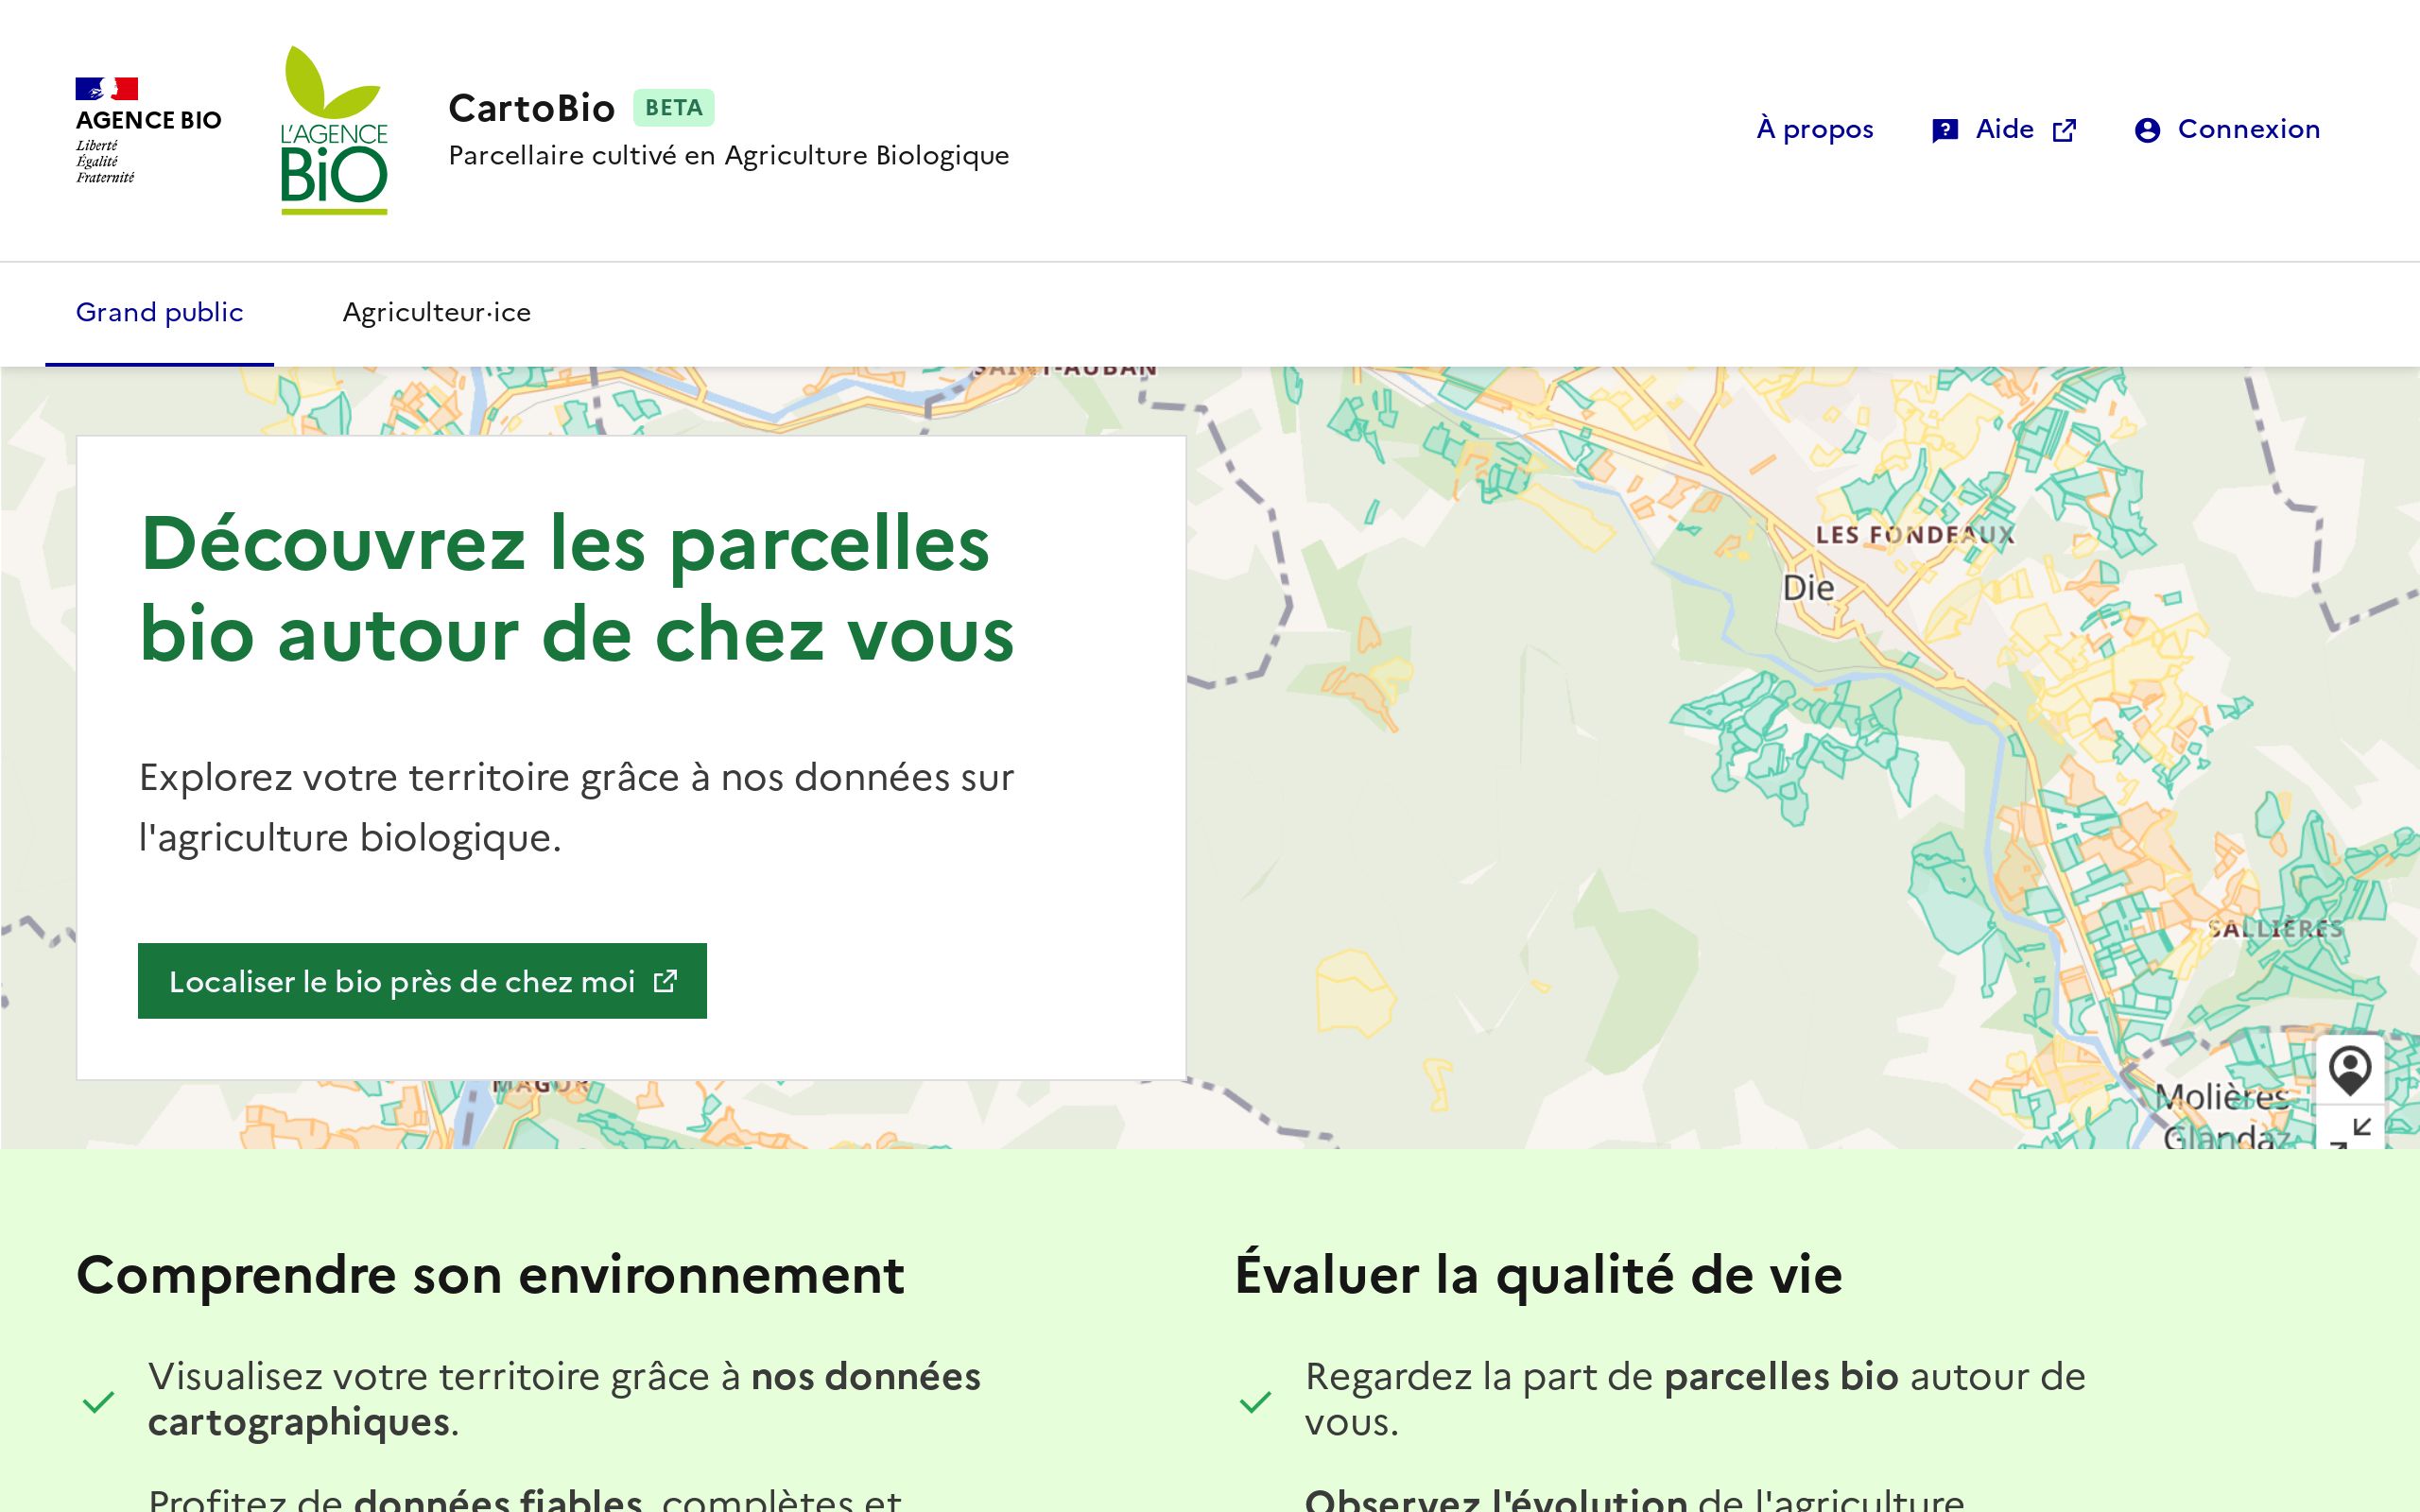 AGENCE BIO
Liberté
Égalité
Fraternité
L'AGENCE
BiO
CartoBio BETA
Parcellaire cultivé en Agriculture Biologique
À propos
Aide
Connexion
Grand public
Agriculteur·ice
SAINT-AUBAN
LES FONDEAUX
Die
Découvrez les parcelles
bio autour de chez vous
Explorez votre territoire grâce à nos données sur
l'agriculture biologique.
SALLIÈRES
Localiser le bio près de chez moi
Molières
Glandaz
Comprendre son environnement
Visualisez votre territoire grâce à nos données
cartographiques.
Profitez de données fiables, complètes et
Évaluer la qualité de vie
Regardez la part de parcelles bio autour de
vous.
Observez l'évolution de l'agriculture